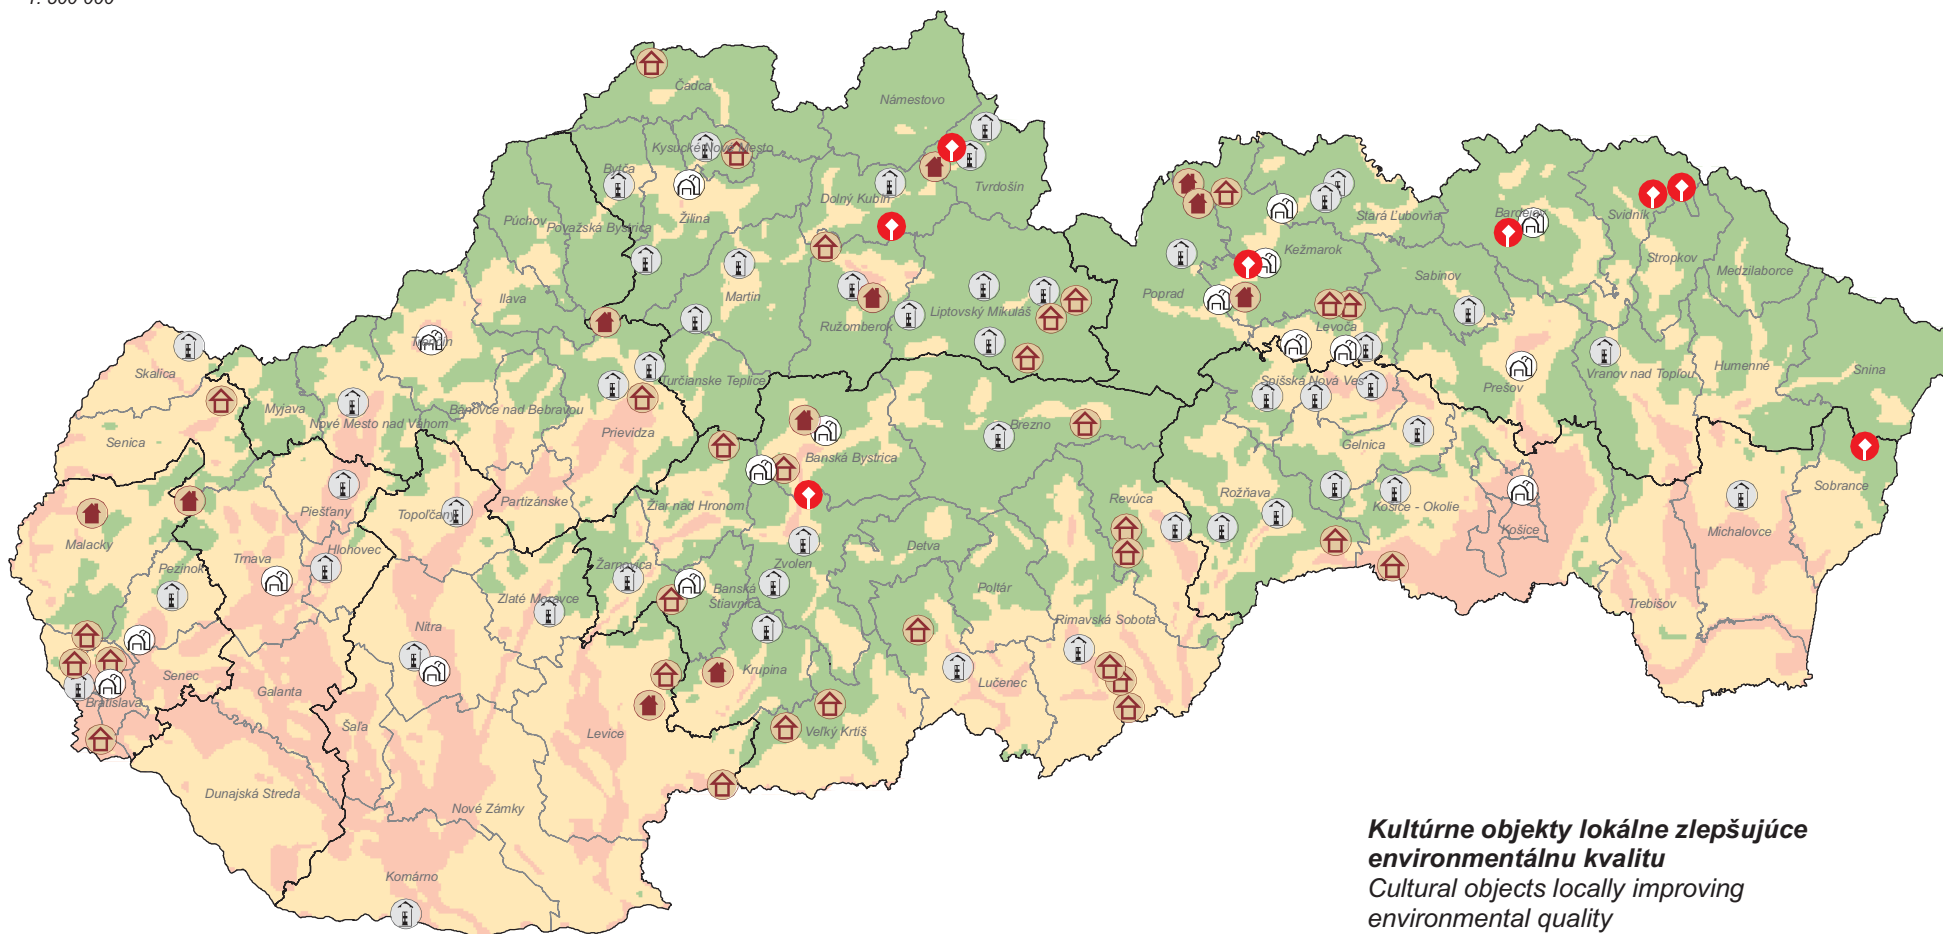 Čadca
Námestovo
Kysucké Nové Mesto
Bytča
Tvrdošín
Dolný Kubín
Žilina
Púchov
Považská Bystrica
Stará Ľubovňa
Bardejov
Svidník
Kežmarok
Sabinov
Stropkov
Medzilaborce
Ilava
Martin
Poprad
Liptovský Mikuláš
Ružomberok
Levoča
Trenčín
Skalica
Turčianske Teplice
Spišská Nová Ves
Prešov
Vranov nad Topľou
Humenné
Snina
Myjava
Bánovce nad Bebravou
Nové Mesto nad Váhom
Prievidza
Brezno
Senica
Gelnica
Banská Bystrica
Sobrance
Partizánske
Revúca
Rožňava
Žiar nad Hronom
Košice - Okolie
Piešťany
Topoľčany
Košice
Michalovce
Malacky
Hlohovec
Trnava
Detva
Zvolen
Pezinok
Žarnovica
Banská
Štiavnica
Poltár
Zlaté Moravce
Trebišov
Nitra
Rimavská Sobota
Krupina
Senec
Lučenec
Galanta
Bratislava
Šaľa
Levice
Veľký Krtíš
Dunajská Streda
Nové Zámky
Komárno
Kultúrne objekty lokálne zlepšujúce
environmentálnu kvalitu
Cultural objects locally improving
environmental quality